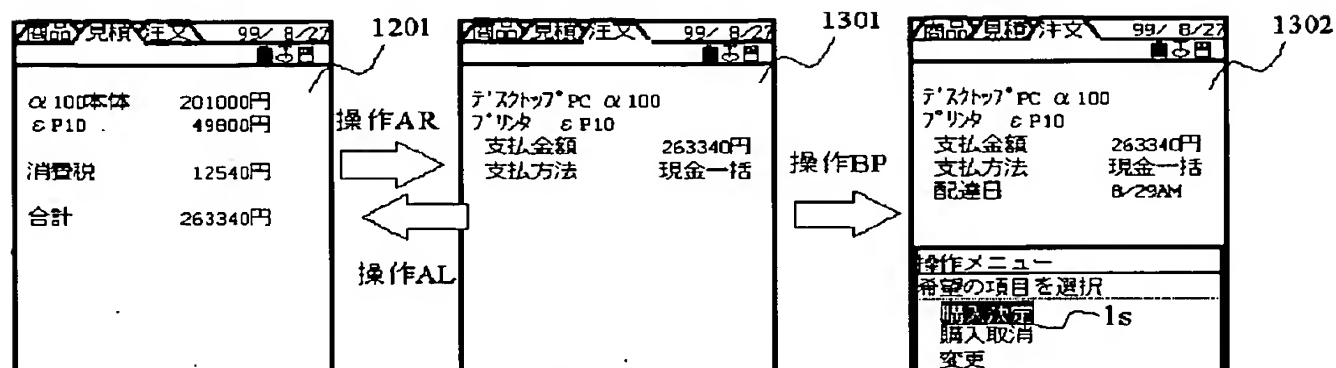 商品 見積 注文 99/ 8/27
1201
α100本体 201000円
εP10 49800円
消費税 12540円
合計 263340円
操作AR
操作AL
商品 見積 注文 99/ 8/27
1301
デスクトップPC α100
プリンタ εP10
支払金額 263340円
支払方法 現金一括
操作BP
商品 見積 注文 99/ 8/27
1302
デスクトップPC α100
プリンタ εP10
支払金額 263340円
支払方法 現金一括
配達日 8/29AM
操作メニュー
希望の項目を選択
1s
購入取消
変更